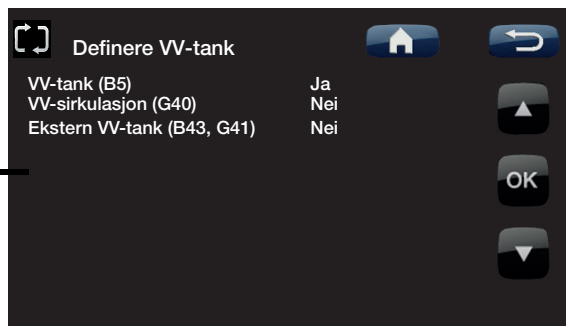 Definere VV-tank
VV-tank (B5) Ja
VV-sirkulasjon (G40) Nei
Ekstern VV-tank (B43, G41) Nei
OK